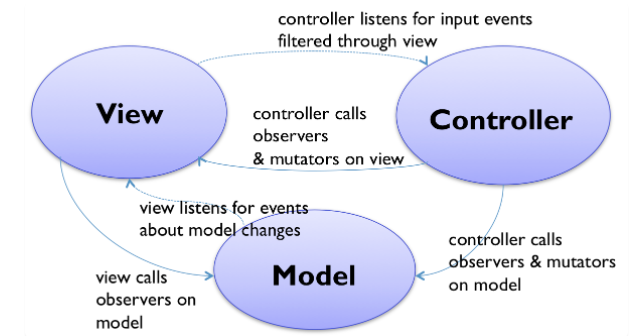 controller listens for input events
filtered through view
View
Controller
controller calls
observers
& mutators on view
view listens for events
about model changes
Model
view calls
observers on
model
controller calls
observers & mutators
on model